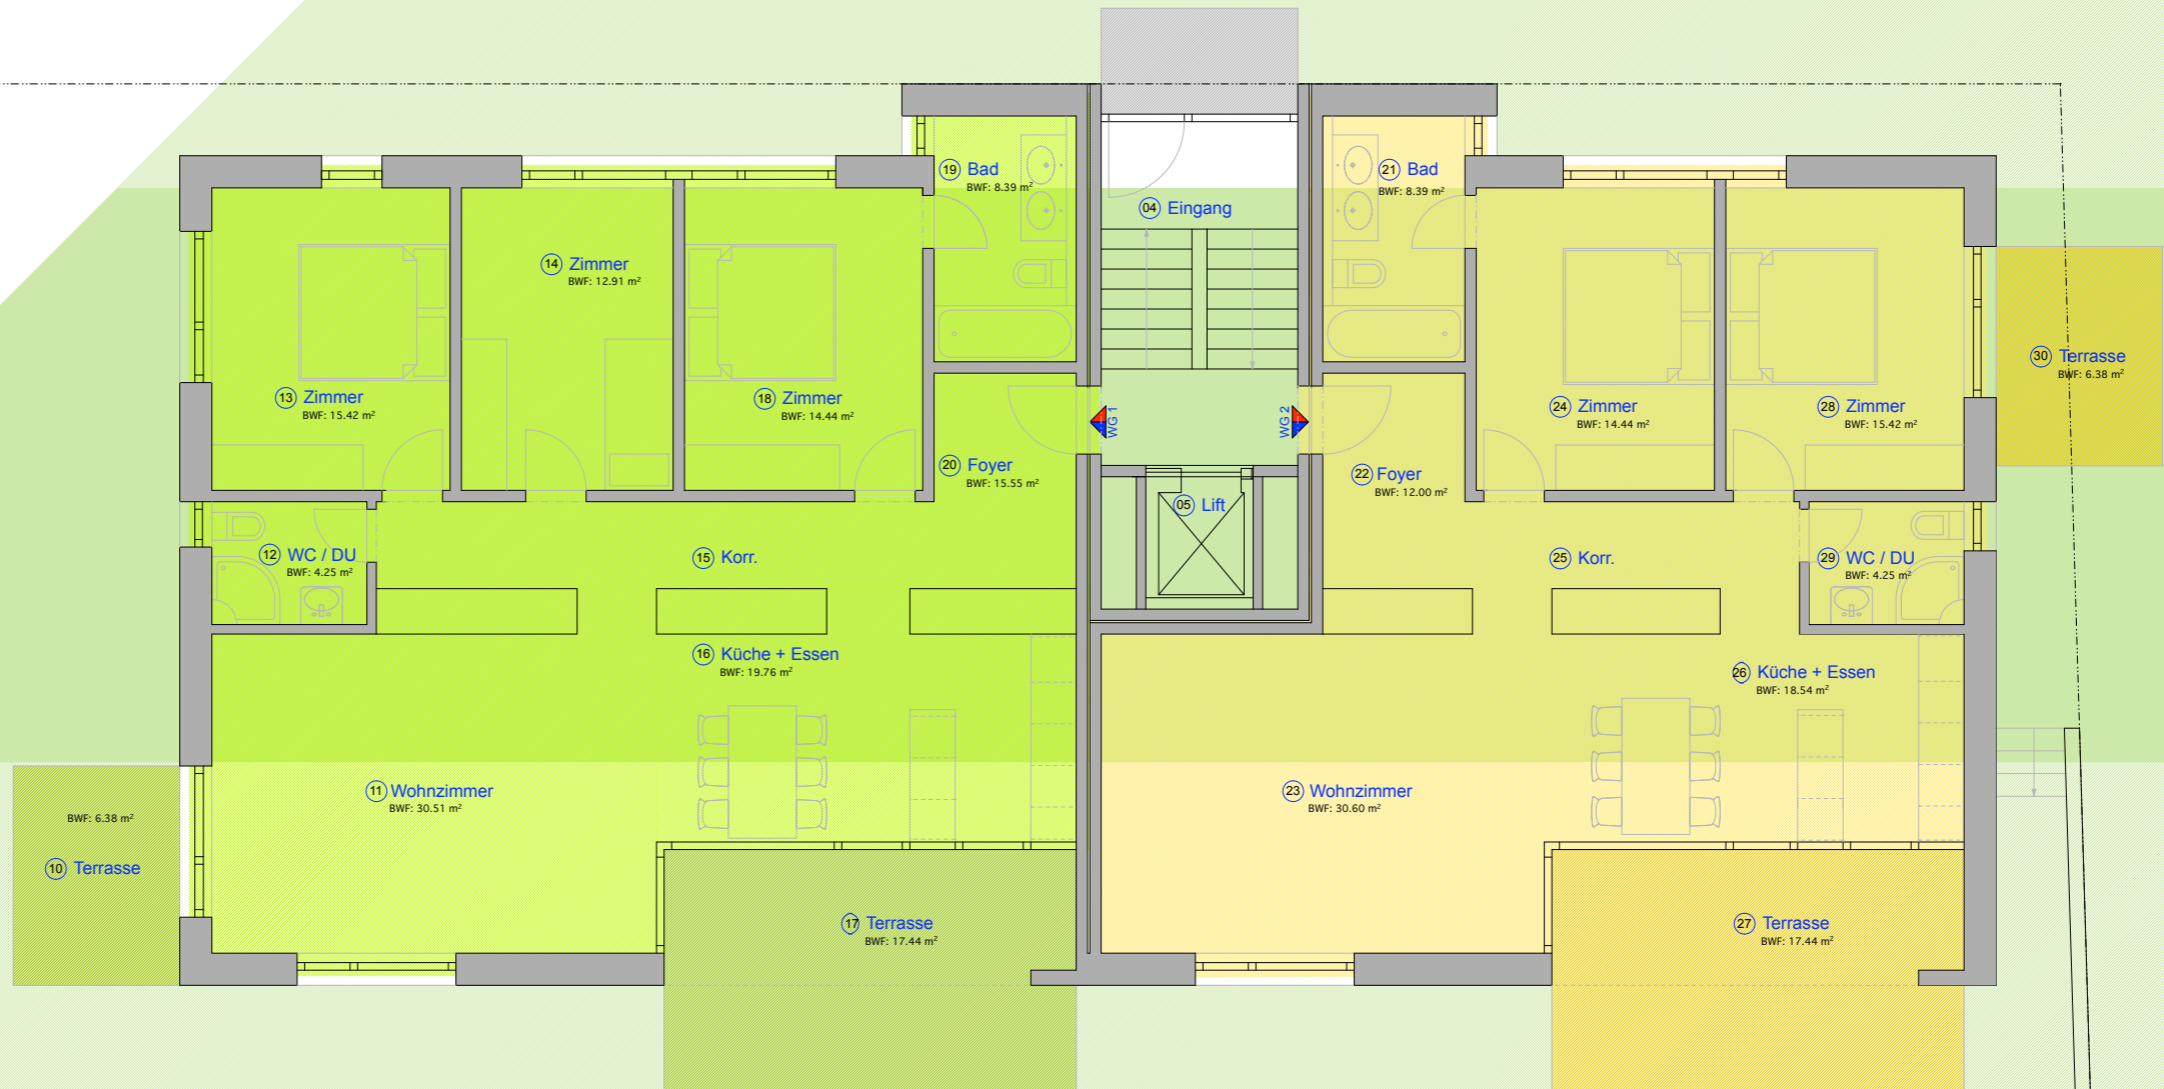 19 Bad
BWF: 8.39 m²
21 Bad
BWF: 8.39 m²
04 Eingang
14 Zimmer
BWF: 12.91 m²
13 Zimmer
BWF: 15.42 m²
18 Zimmer
BWF: 14.44 m²
WG 1
WG 2
24 Zimmer
BWF: 14.44 m²
28 Zimmer
BWF: 15.42 m²
30 Terrasse
BWF: 6.38 m²
20 Foyer
BWF: 15.55 m²
22 Foyer
BWF: 12.00 m²
05 Lift
12 WC / DU
BWF: 4.25 m²
15 Korr.
25 Korr.
29 WC / DU
BWF: 4.25 m²
16 Küche + Essen
BWF: 19.76 m²
26 Küche + Essen
BWF: 18.54 m²
11 Wohnzimmer
BWF: 30.51 m²
23 Wohnzimmer
BWF: 30.60 m²
BWF: 6.38 m²
10 Terrasse
17 Terrasse
BWF: 17.44 m²
27 Terrasse
BWF: 17.44 m²